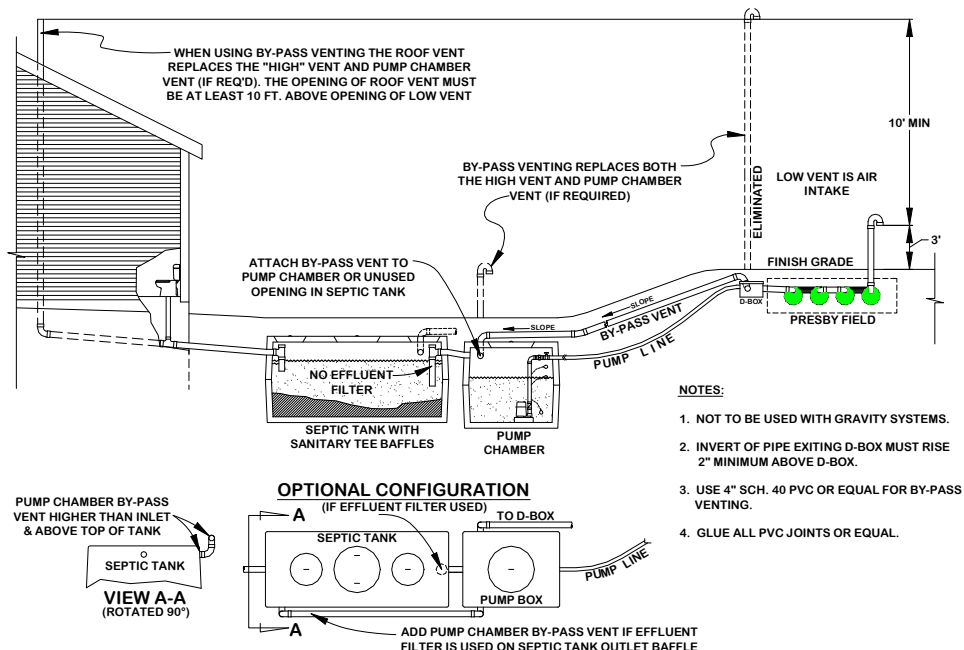 WHEN USING BY-PASS VENTING THE ROOF VENT
REPLACES THE "HIGH" VENT AND PUMP CHAMBER
VENT (IF REQ'D). THE OPENING OF ROOF VENT MUST
BE AT LEAST 10 FT. ABOVE OPENING OF LOW VENT
10' MIN
BY-PASS VENTING REPLACES BOTH
THE HIGH VENT AND PUMP CHAMBER
VENT (IF REQUIRED)
ELIMINATED
LOW VENT IS AIR
INTAKE
3'
ATTACH BY-PASS VENT TO
PUMP CHAMBER OR UNUSED
OPENING IN SEPTIC TANK
FINISH GRADE
D-BOX
PRESBY FIELD
SLOPE
SLOPE
BY-PASS VENT
PUMP LINE
NO EFFLUENT
FILTER
SEPTIC TANK WITH
SANITARY TEE BAFFLES
PUMP
CHAMBER
NOTES:
1. NOT TO BE USED WITH GRAVITY SYSTEMS.
2. INVERT OF PIPE EXITING D-BOX MUST RISE
2" MINIMUM ABOVE D-BOX.
3. USE 4" SCH. 40 PVC OR EQUAL FOR BY-PASS
VENTING.
4. GLUE ALL PVC JOINTS OR EQUAL.
PUMP CHAMBER BY-PASS
VENT HIGHER THAN INLET
& ABOVE TOP OF TANK
SEPTIC TANK
VIEW A-A
(ROTATED 90°)
OPTIONAL CONFIGURATION
(IF EFFLUENT FILTER USED)
A
TO D-BOX
SEPTIC TANK
PUMP LINE
PUMP BOX
A
ADD PUMP CHAMBER BY-PASS VENT IF EFFLUENT
FILTER IS USED ON SEPTIC TANK OUTLET BAFFLE